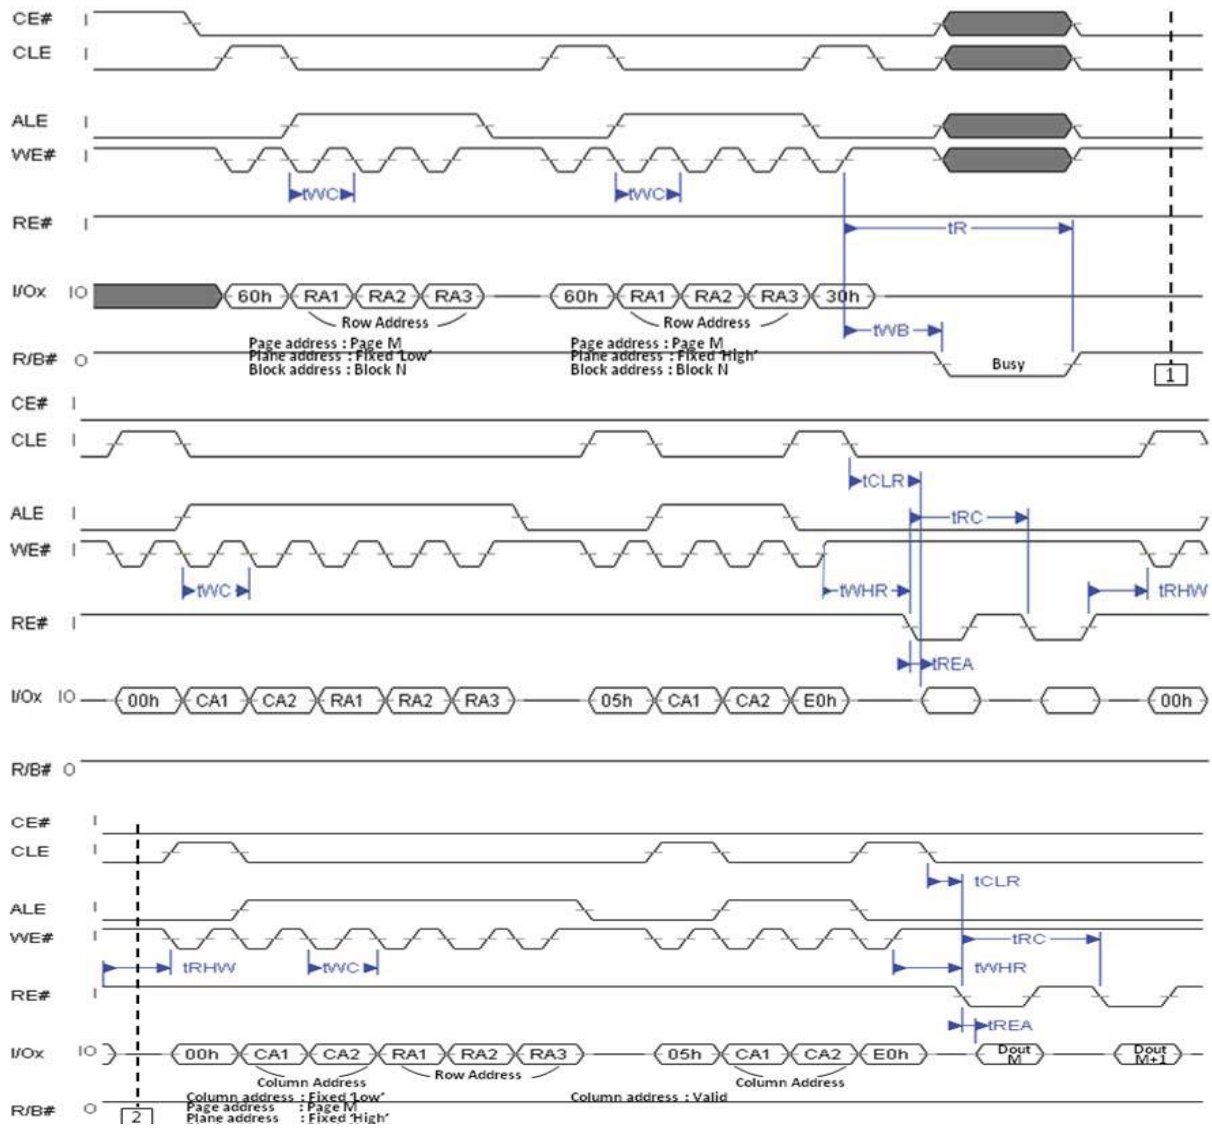 CE# I
CLE I
ALE I
WE# I
tWC tWC
RE# I
tR
I/Ox IO 60h RA1 RA2 RA3 60h RA1 RA2 RA3 30h
Row Address Row Address
tWB
Page address : Page M Page address : Page M
Plane address : Fixed 'Low' Plane address : Fixed 'High'
Block address : Block N Block address : Block N
R/B# O Busy
1
CE# I
CLE I
tCLR
ALE I tRC
WE# I
tWC tWHR tRHW
RE# I
tREA
I/Ox IO 00h CA1 CA2 RA1 RA2 RA3 05h CA1 CA2 E0h 00h
R/B# O
CE# I
CLE I
tCLR
ALE I
WE# I tRC
tRHW tWC tWHR
RE# I
tREA
I/Ox IO 00h CA1 CA2 RA1 RA2 RA3 05h CA1 CA2 E0h Dout M Dout M+1
Column Address Row Address Column Address
Column address : Fixed 'Low' Column address : Valid
Page address : Page M
Plane address : Fixed 'High'
R/B# O
2